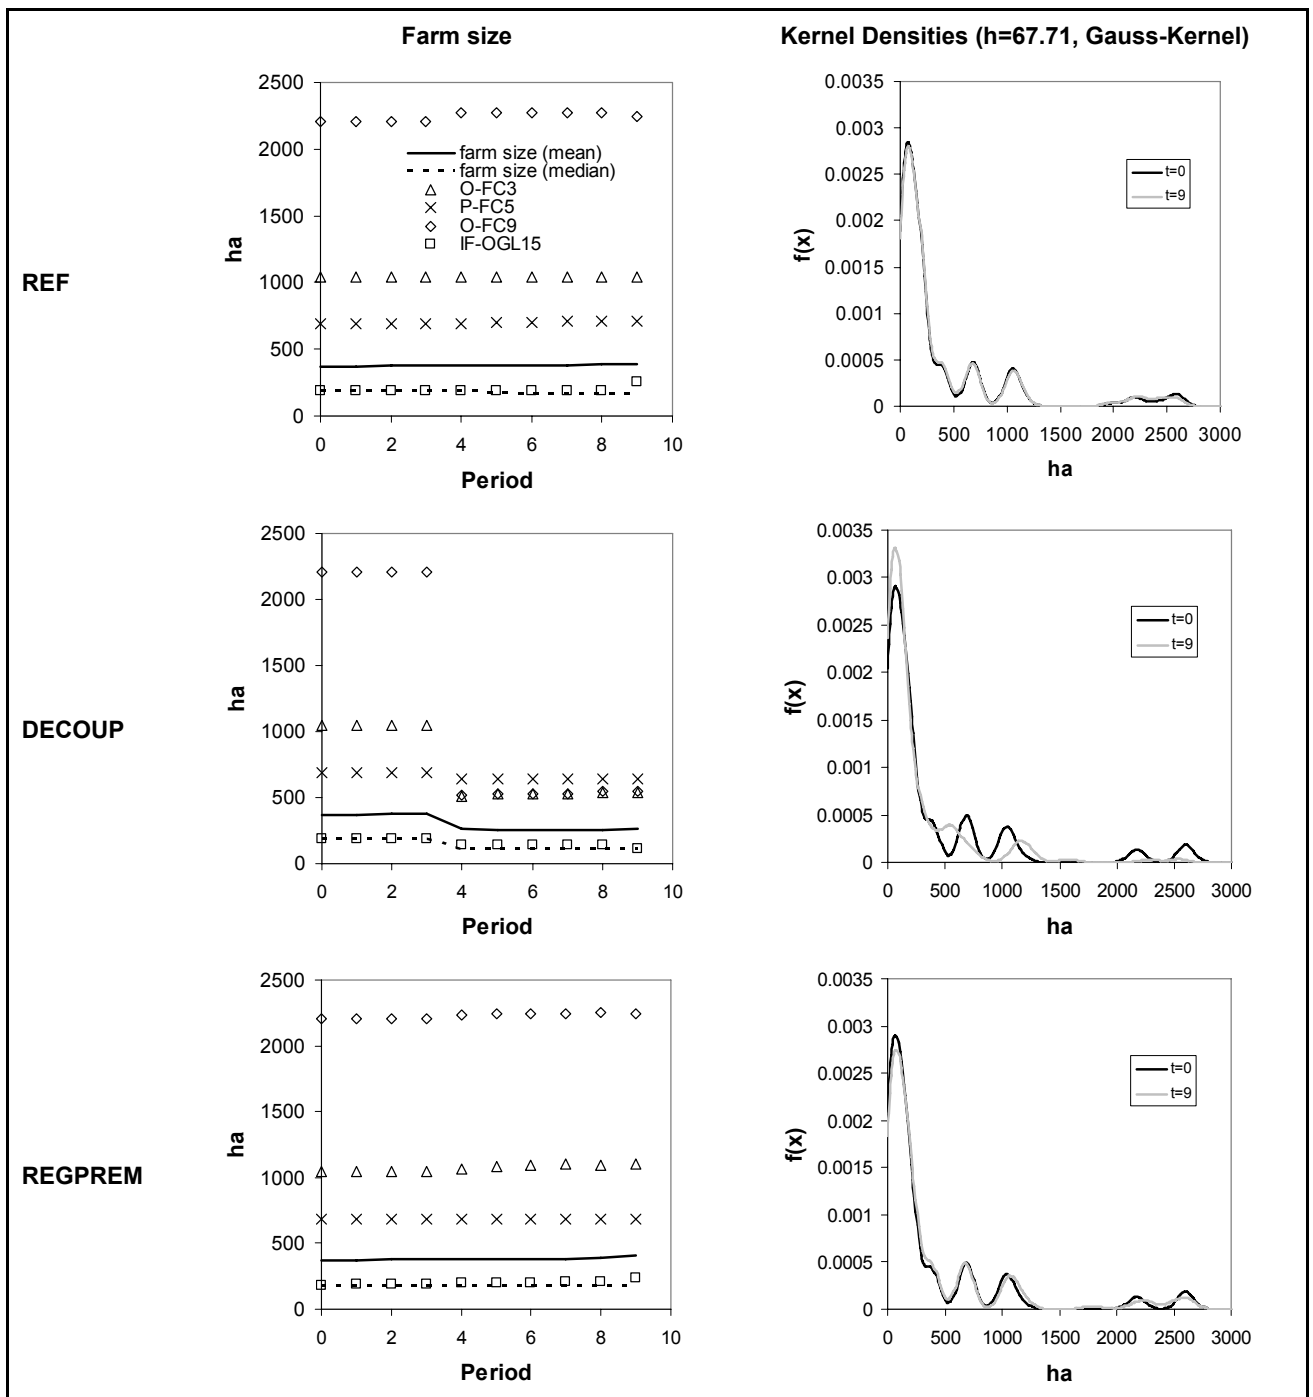 Farm size
Kernel Densities (h=67.71, Gauss-Kernel)
REF
2500
2000
1500
1000
500
0
ha
farm size (mean)
farm size (median)
O-FC3
P-FC5
O-FC9
IF-OGL15
0 2 4 6 8 10
Period
0.0035
0.003
0.0025
0.002
0.0015
0.001
0.0005
0
f(x)
t=0
t=9
0 500 1000 1500 2000 2500 3000
ha
DECOUP
2500
2000
1500
1000
500
0
ha
0 2 4 6 8 10
Period
0.0035
0.003
0.0025
0.002
0.0015
0.001
0.0005
0
f(x)
t=0
t=9
0 500 1000 1500 2000 2500 3000
ha
REGPREM
2500
2000
1500
1000
500
0
ha
0 2 4 6 8 10
Period
0.0035
0.003
0.0025
0.002
0.0015
0.001
0.0005
0
f(x)
t=0
t=9
0 500 1000 1500 2000 2500 3000
ha